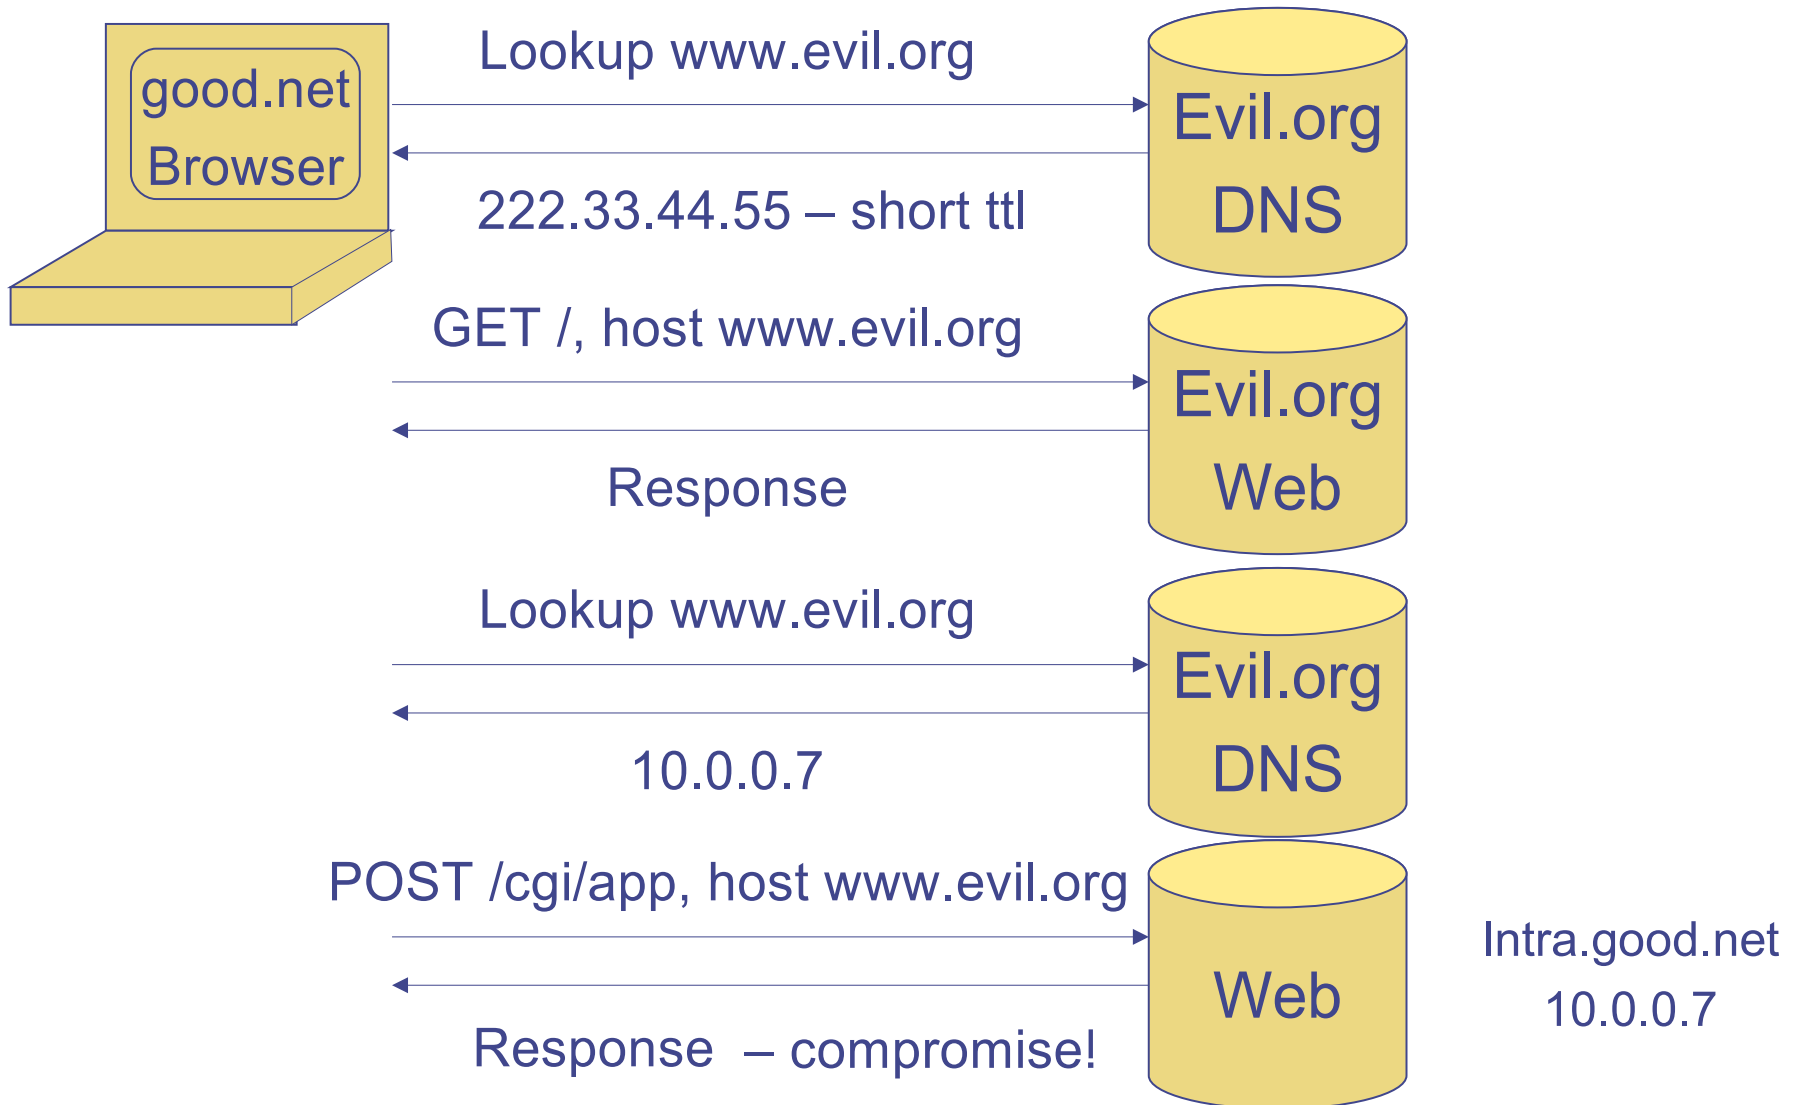 good.net
Browser
Lookup www.evil.org
222.33.44.55 – short ttl
Evil.org
DNS
GET /, host www.evil.org
Response
Evil.org
Web
Lookup www.evil.org
10.0.0.7
Evil.org
DNS
POST /cgi/app, host www.evil.org
Response – compromise!
Web
Intra.good.net
10.0.0.7